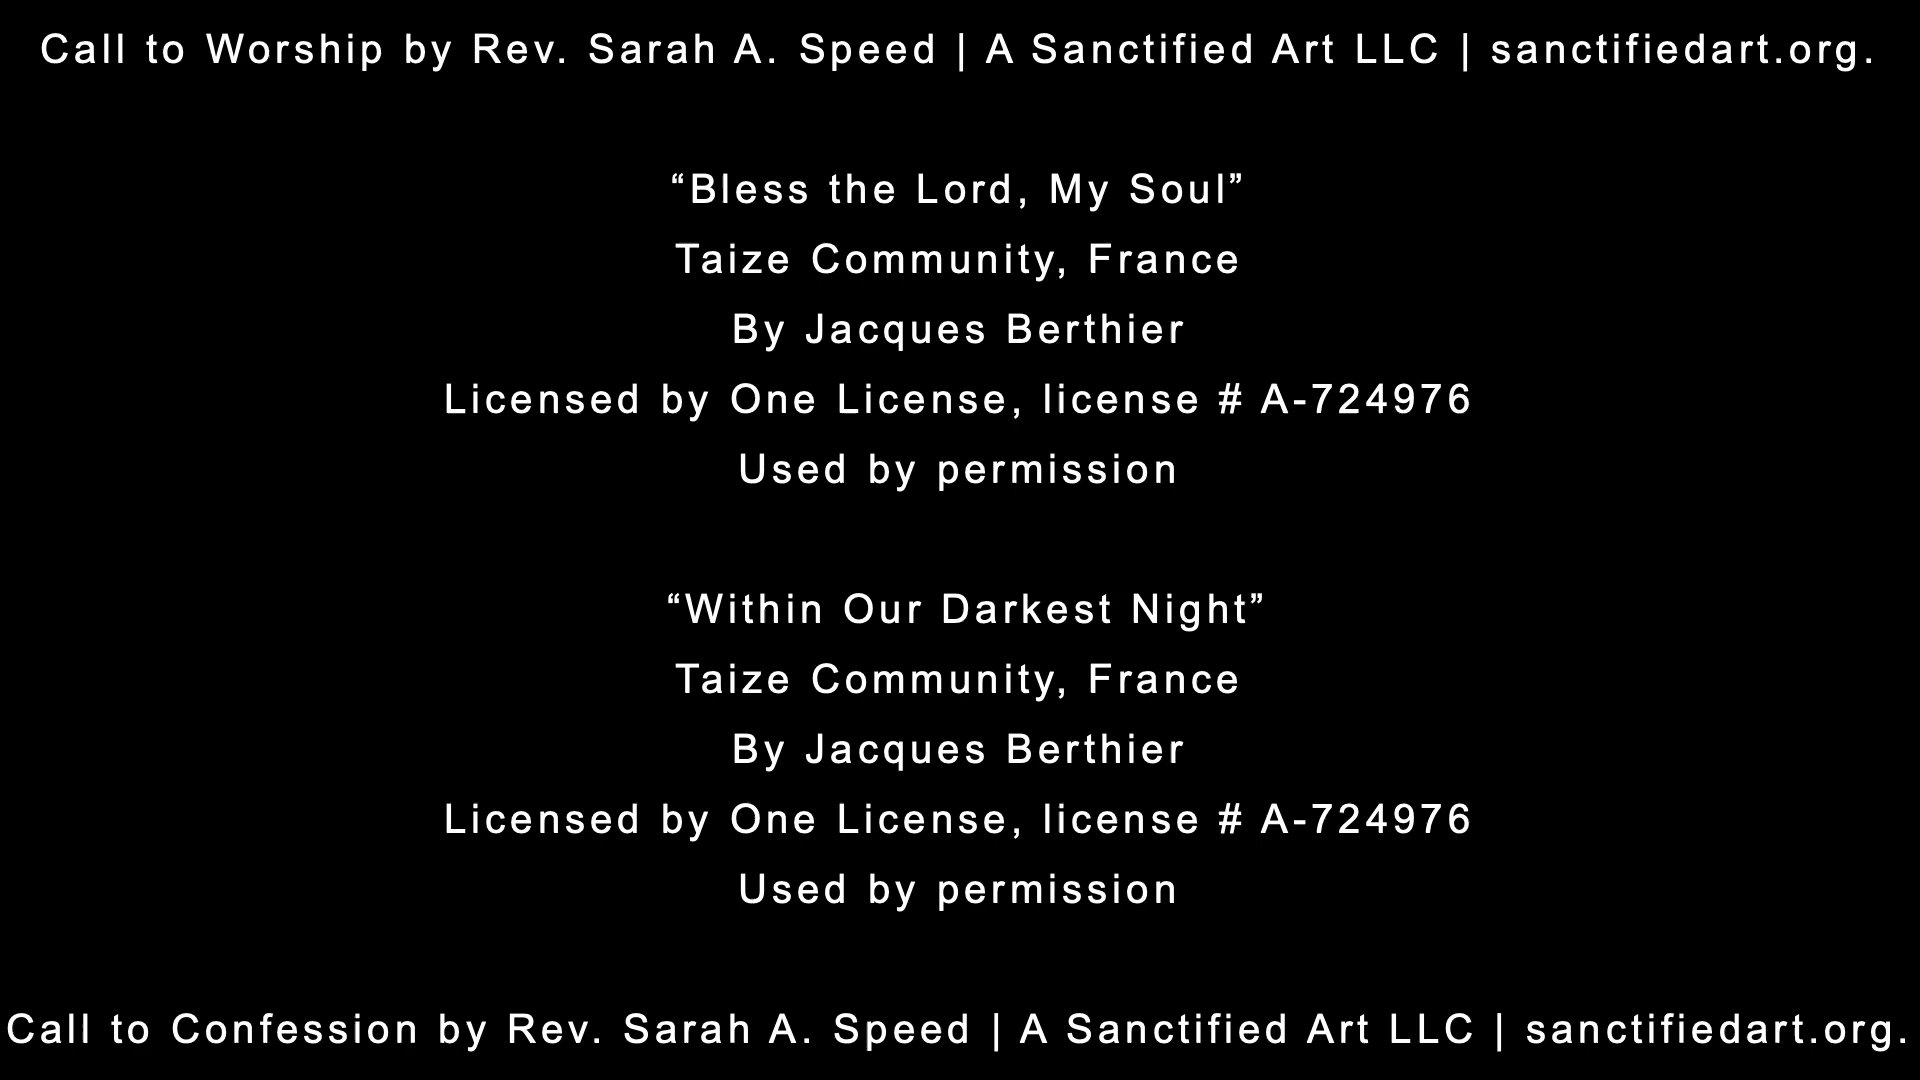 Call to Worship by Rev. Sarah A. Speed | A Sanctified Art LLC | sanctifiedart.org.
“Bless the Lord, My Soul”
Taize Community, France
By Jacques Berthier
Licensed by One License, license # A-724976
Used by permission
“Within Our Darkest Night”
Taize Community, France
By Jacques Berthier
Licensed by One License, license # A-724976
Used by permission
Call to Confession by Rev. Sarah A. Speed | A Sanctified Art LLC | sanctifiedart.org.